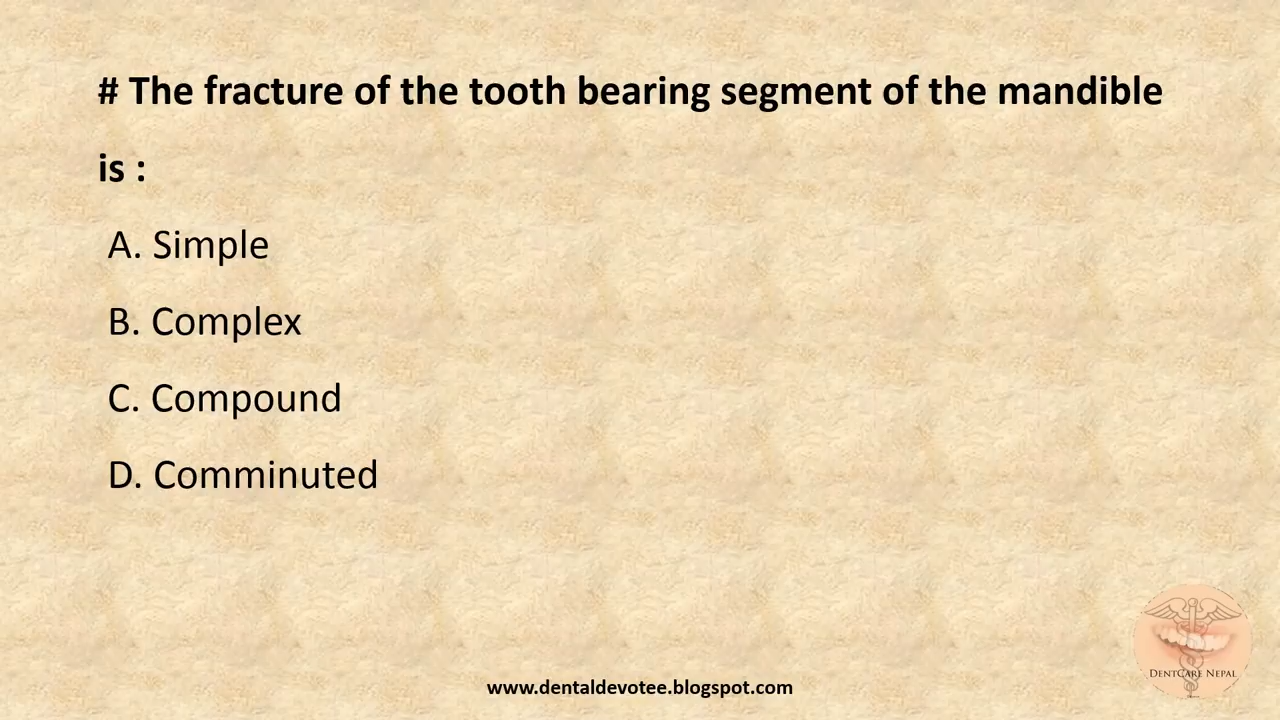 # The fracture of the tooth bearing segment of the mandible
is :
A. Simple
B. Complex
C. Compound
D. Comminuted
DentCare Nepal
www.dentaldevotee.blogspot.com